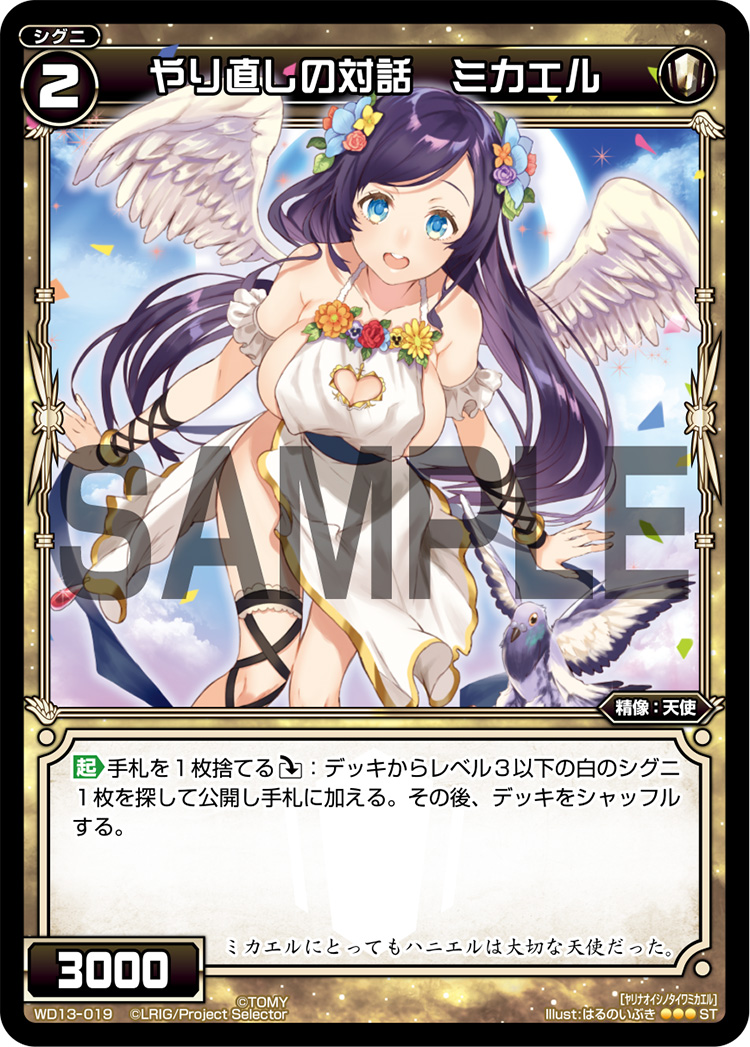 シグニ
2
やり直しの対話 ミカエル
SAMPLE
精像：天使
起 手札を１枚捨てる：デッキからレベル３以下の白のシグニ
１枚を探して公開し手札に加える。その後、デッキをシャッフル
する。
ミカエルにとってもハニエルは大切な天使だった。
3000
©TOMY
[ヤリナオイシノタイワミカエル]
WD13-019 ©LRIG/Project Selector
Illust:はるのいぶき ST